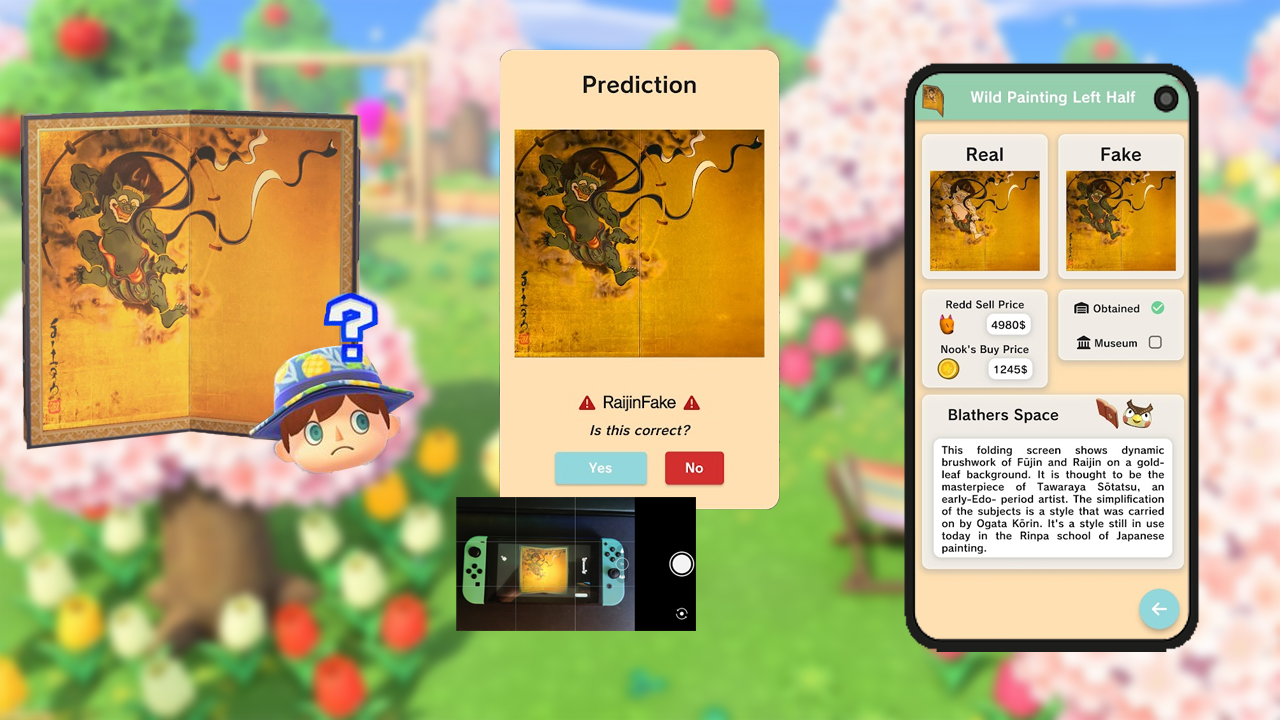 ?
Prediction
RaijinFake
Is this correct?
Yes
No
Wild Painting Left Half
Real
Fake
Redd Sell Price
4980$
Nook's Buy Price
1245$
Obtained
Museum
Blathers Space
This folding screen shows dynamic
brushwork of Fūjin and Raijin on a gold-
leaf background. It is thought to be the
masterpiece of Tawaraya Sōtatsu, an
early-Edo- period artist. The simplification
of the subjects is a style that was carried
on by Ogata Kōrin. It's a style still in use
today in the Rinpa school of Japanese
painting.